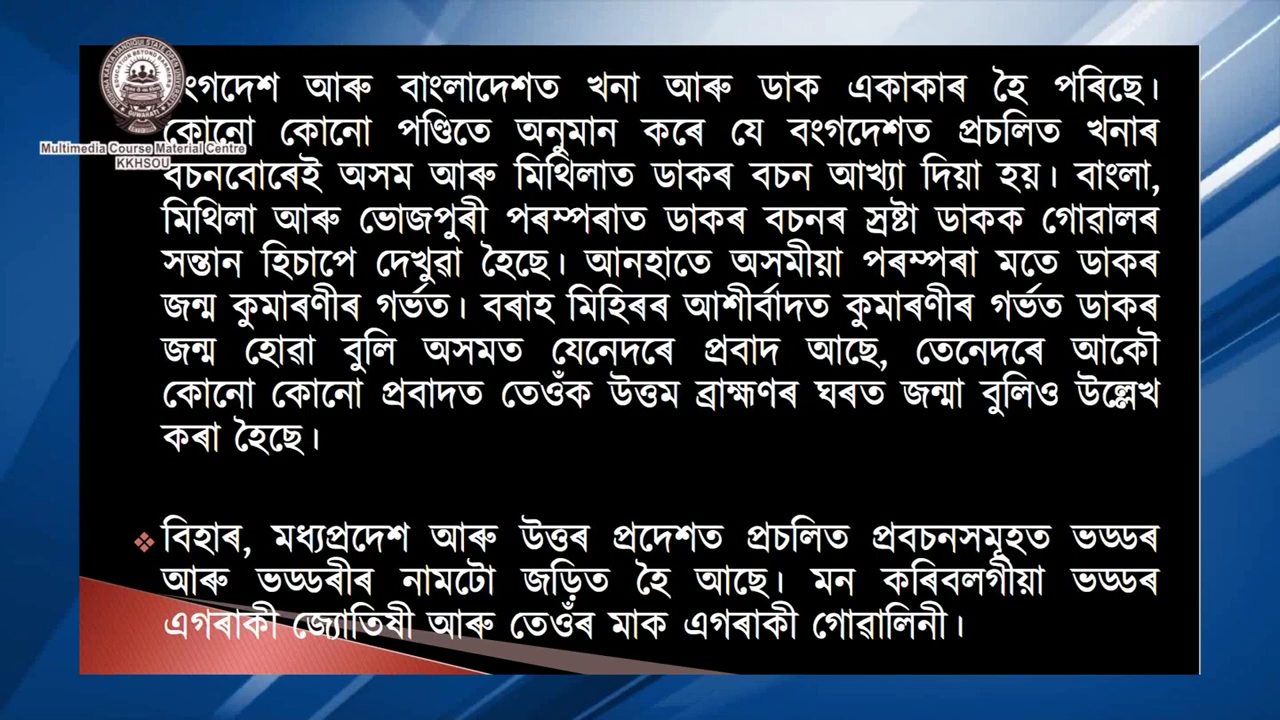 বংগদেশ আৰু বাংলাদেশত খনা আৰু ডাক একাকাৰ হৈ পৰিছে।
কোনো কোনো পণ্ডিতে অনুমান কৰে যে বংগদেশত প্ৰচলিত খনাৰ
Multimedia Course Material Centre
KKHSOU
বচনবোৰেই অসম আৰু মিথিলাত ডাকৰ বচন আখ্যা দিয়া হয়। বাংলা,
মিথিলা আৰু ভোজপুৰী পৰম্পৰাত ডাকৰ বচনৰ স্ৰষ্টা ডাকক গোৱালৰ
সন্তান হিচাপে দেখুৱা হৈছে। আনহাতে অসমীয়া পৰম্পৰা মতে ডাকৰ
জন্ম কুমাৰণীৰ গৰ্ভত। বৰাহ মিহিৰৰ আশীৰ্বাদত কুমাৰণীৰ গৰ্ভত ডাকৰ
জন্ম হোৱা বুলি অসমত যেনেদৰে প্ৰবাদ আছে, তেনেদৰে আকৌ
কোনো কোনো প্ৰবাদত তেওঁক উত্তম ব্ৰাহ্মণৰ ঘৰত জন্মা বুলিও উল্লেখ
কৰা হৈছে।
❖ বিহাৰ, মধ্যপ্ৰদেশ আৰু উত্তৰ প্ৰদেশত প্ৰচলিত প্ৰবচনসমূহত ভড্ডৰ
আৰু ভড্ডৰীৰ নামটো জড়িত হৈ আছে। মন কৰিবলগীয়া ভড্ডৰ
এগৰাকী জ্যোতিষী আৰু তেওঁৰ মাক এগৰাকী গোৱালিনী।